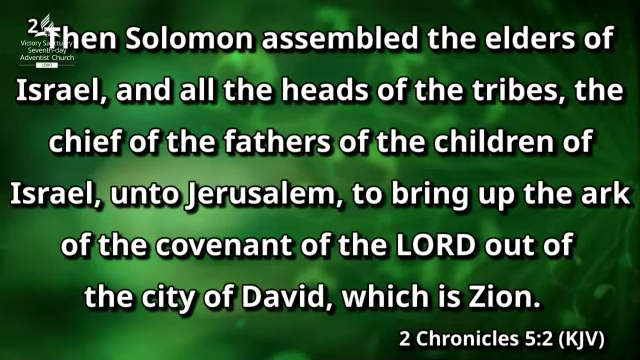 2 Then Solomon assembled the elders of
Israel, and all the heads of the tribes, the
chief of the fathers of the children of
Israel, unto Jerusalem, to bring up the ark
of the covenant of the LORD out of
the city of David, which is Zion.
2 Chronicles 5:2 (KJV)
Victory Sanctuary
Seventh-day
Adventist Church